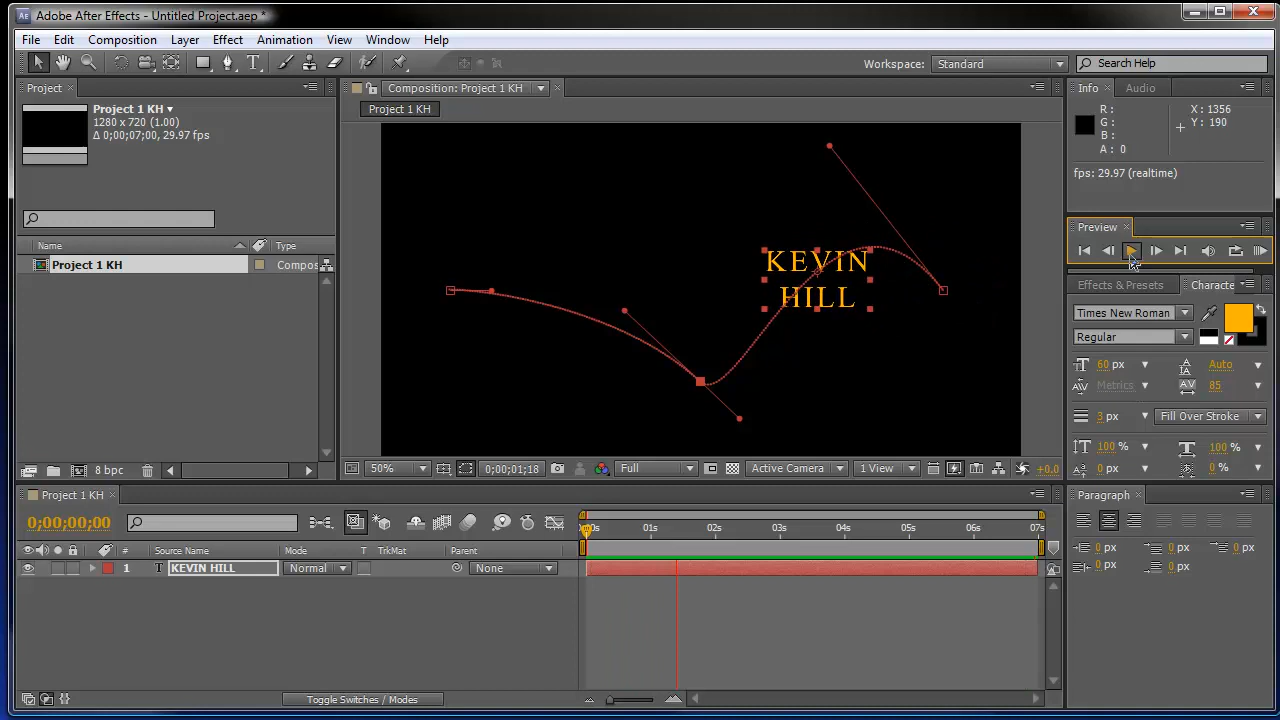 Adobe After Effects - Untitled Project.aep *
File Edit Composition Layer Effect Animation View Window Help
Workspace: Standard Search Help
Project
Project 1 KH
1280 x 720 (1.00)
Δ 0;00;07;00, 29.97 fps
Name Type
Project 1 KH Compos
8 bpc
Composition: Project 1 KH
Project 1 KH
KEVIN
HILL
50% 0;00;01;18 Full Active Camera 1 View +0.0
Info Audio
R : X : 1356
G : Y : 190
B :
A : 0
fps: 29.97 (realtime)
Preview
Effects & Presets Characte
Times New Roman
Regular
60 px Auto
Metrics 85
3 px Fill Over Stroke
100 % 100 %
0 px 0 %
Paragraph
0 px 0 px 0 px
0 px 0 px
Project 1 KH
0;00;00;00
00s 01s 02s 03s 04s 05s 06s 07s
# Source Name Mode T TrkMat Parent
1 T KEVIN HILL Normal None
Toggle Switches / Modes